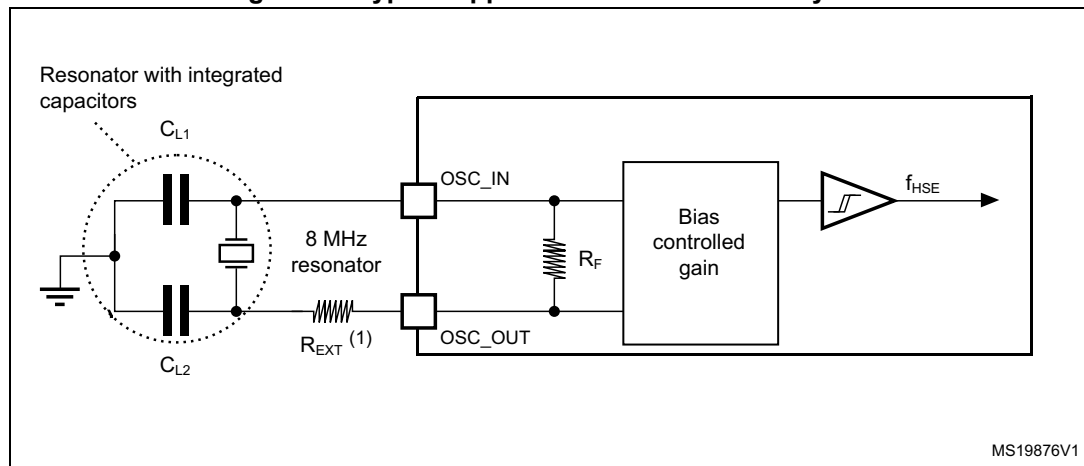 Resonator with integrated
capacitors
CL1
OSC_IN
fHSE
8 MHz
resonator
RF
Bias
controlled
gain
REXT (1)
OSC_OUT
CL2
MS19876V1